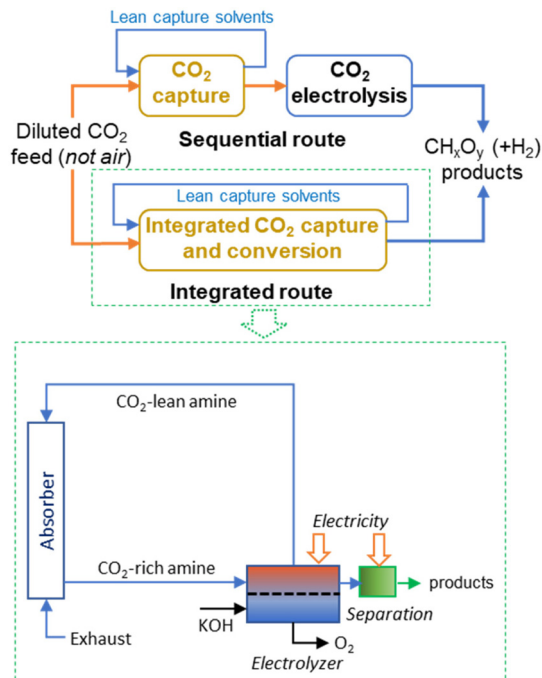 Lean capture solvents
CO2
capture
CO2
electrolysis
Sequential route
Diluted CO2
feed (not air)
CHxOy (+H2)
products
Lean capture solvents
Integrated CO2 capture
and conversion
Integrated route
CO2-lean amine
Absorber
Electricity
CO2-rich amine
products
Separation
KOH
Exhaust
O2
Electrolyzer